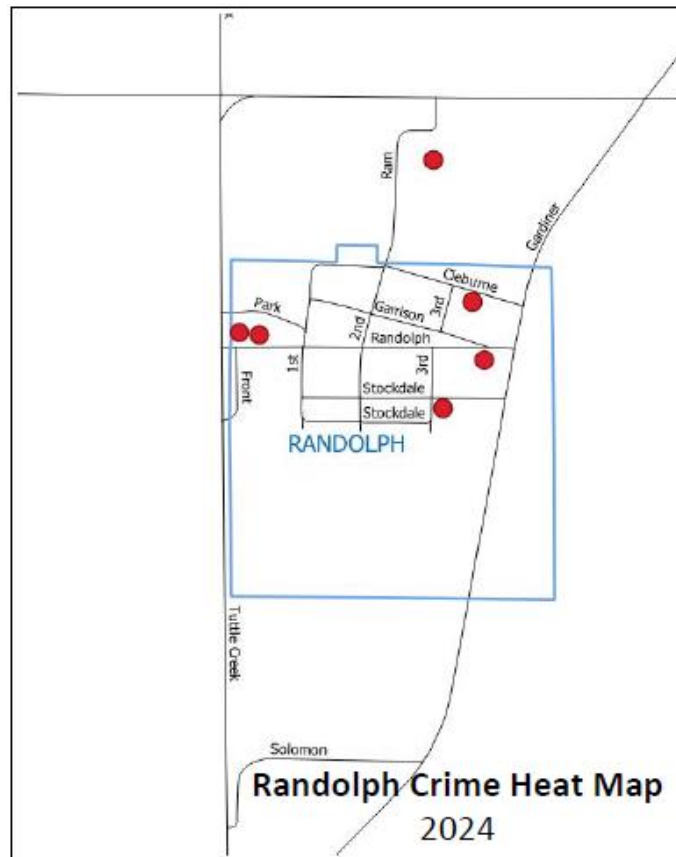 Ram
Gardiner
Cleburne
Park
Garrison
3rd
2nd
Randolph
1st
3rd
Front
Stockdale
Stockdale
RANDOLPH
Tuttle Creek
Solomon
Randolph Crime Heat Map
2024